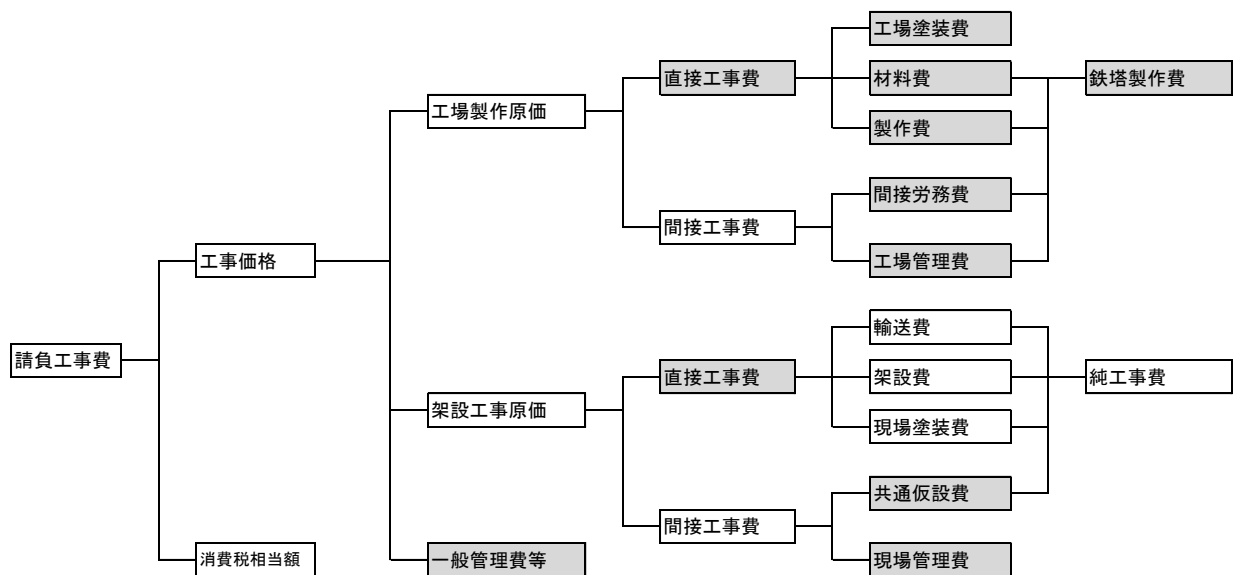 工場塗装費
直接工事費
材料費
鉄塔製作費
工場製作原価
製作費
間接労務費
間接工事費
工事価格
工場管理費
輸送費
請負工事費
直接工事費
架設費
純工事費
架設工事原価
現場塗装費
共通仮設費
間接工事費
消費税相当額
一般管理費等
現場管理費